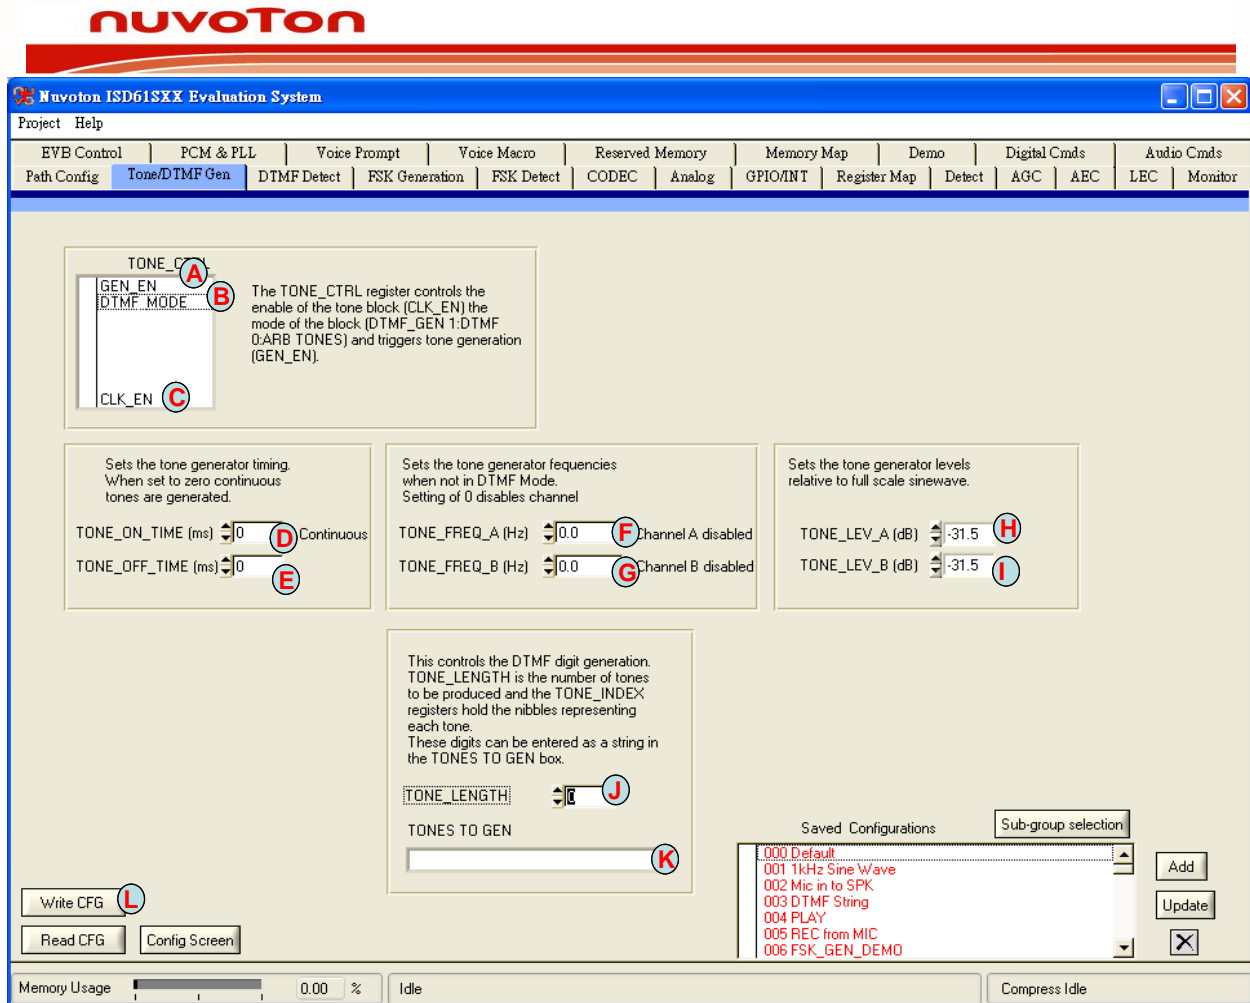 nuvoTon
Nuvoton ISD61SXX Evaluation System
Project Help
EVB Control PCM & PLL Voice Prompt Voice Macro Reserved Memory Memory Map Demo Digital Cmds Audio Cmds
Path Config Tone/DTMF Gen DTMF Detect FSK Generation FSK Detect CODEC Analog GPIO/INT Register Map Detect AGC AEC LEC Monitor
TONE_CTRL
A
GEN_EN
B
DTMF_MODE
CLK_EN
C
The TONE_CTRL register controls the
enable of the tone block (CLK_EN) the
mode of the block (DTMF_GEN 1:DTMF
0:ARB TONES) and triggers tone generation
(GEN_EN).
Sets the tone generator timing.
When set to zero continuous
tones are generated.
TONE_ON_TIME (ms) 0 D Continuous
TONE_OFF_TIME (ms) 0 E
Sets the tone generator fequencies
when not in DTMF Mode.
Setting of 0 disables channel
TONE_FREQ_A (Hz) 0.0 F Channel A disabled
TONE_FREQ_B (Hz) 0.0 G Channel B disabled
Sets the tone generator levels
relative to full scale sinewave.
TONE_LEV_A (dB) -31.5 H
TONE_LEV_B (dB) -31.5 I
This controls the DTMF digit generation.
TONE_LENGTH is the number of tones
to be produced and the TONE_INDEX
registers hold the nibbles representing
each tone.
These digits can be entered as a string in
the TONES TO GEN box.
TONE_LENGTH 0 J
TONES TO GEN
K
Saved Configurations Sub-group selection
000 Default
001 1kHz Sine Wave
002 Mic in to SPK
003 DTMF String
004 PLAY
005 REC from MIC
006 FSK_GEN_DEMO
Add
Update
Write CFG L
Read CFG Config Screen
Memory Usage 0.00 % Idle Compress Idle